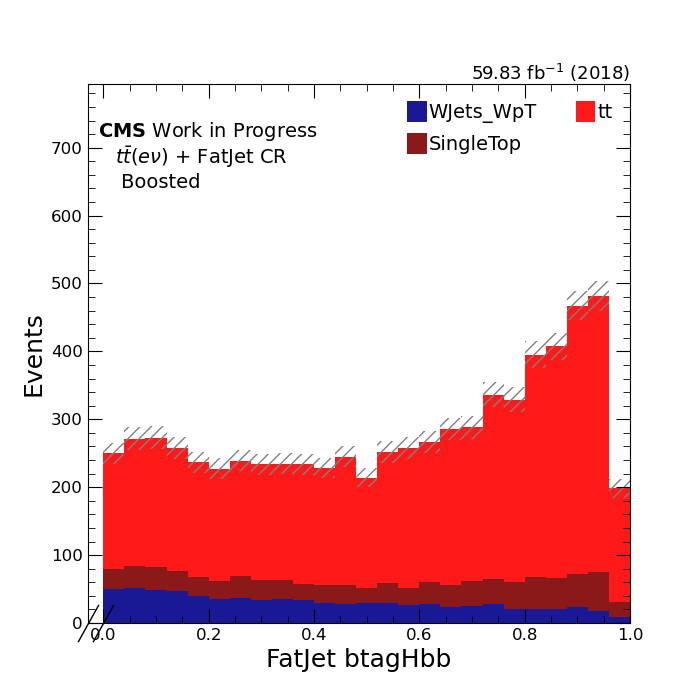 59.83 fb⁻¹ (2018)
CMS Work in Progress
tt̄(eν) + FatJet CR
Boosted
WJets_WpT
tt
SingleTop
700
600
500
400
300
200
100
0
Events
0.0 0.2 0.4 0.6 0.8 1.0
FatJet btagHbb